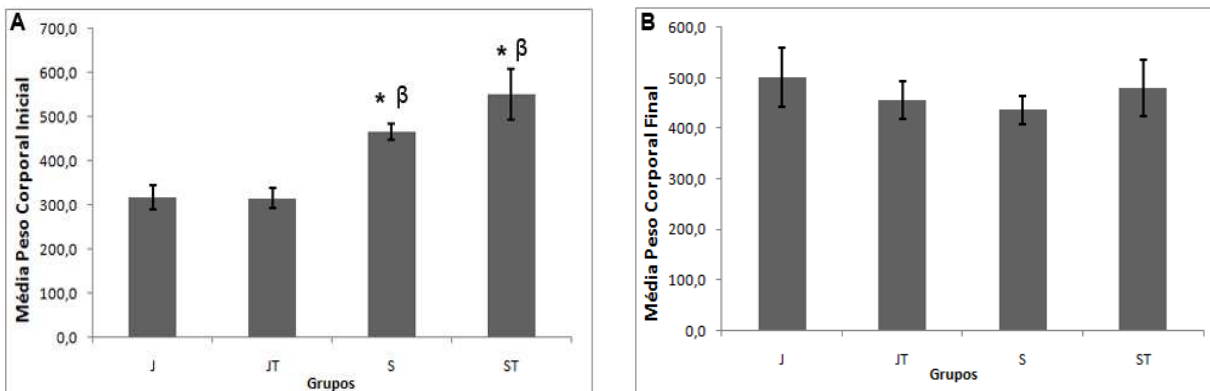 A
Média Peso Corporal Inicial
700,0
600,0
500,0
400,0
300,0
200,0
100,0
0,0
* β
* β
J JT S ST
Grupos
B
Média Peso Corporal Final
600,0
500,0
400,0
300,0
200,0
100,0
0,0
J JT S ST
Grupos